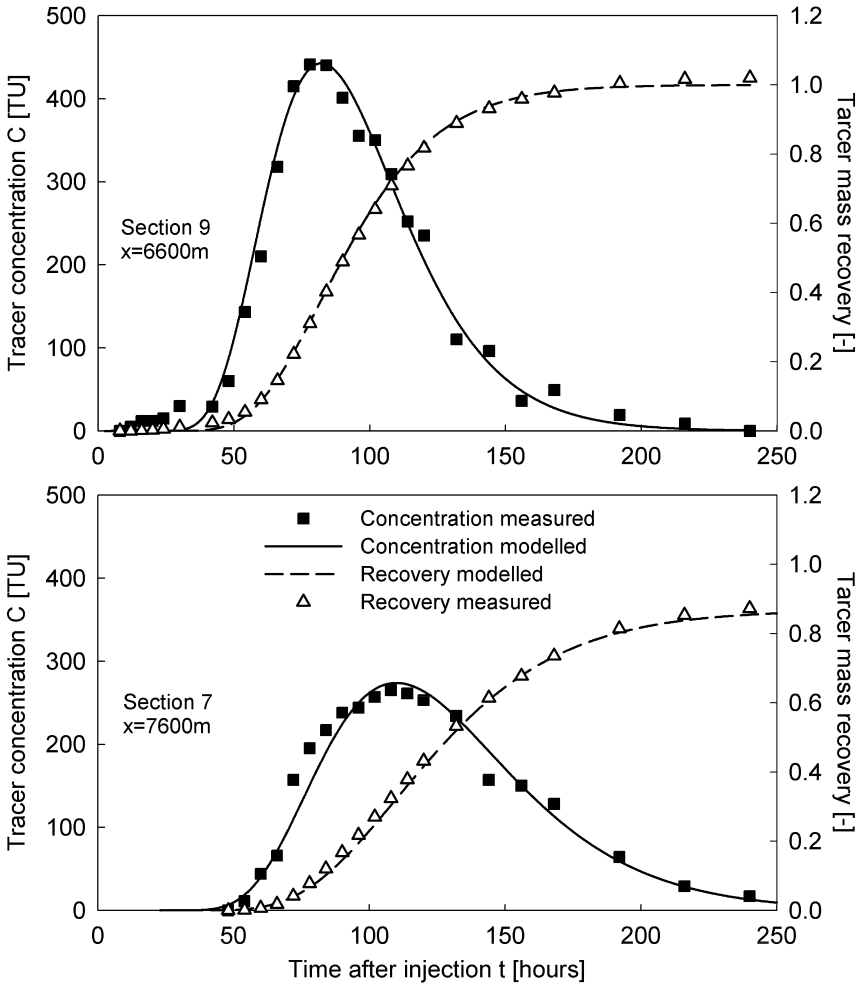 500
400
300
200
100
0
Tracer concentration C [TU]
Section 9
x=6600m
1.2
1.0
0.8
0.6
0.4
0.2
0.0
Tarcer mass recovery [-]
0 50 100 150 200 250
500
400
300
200
100
0
Tracer concentration C [TU]
Concentration measured
Concentration modelled
Recovery modelled
Recovery measured
Section 7
x=7600m
1.2
1.0
0.8
0.6
0.4
0.2
0.0
Tarcer mass recovery [-]
0 50 100 150 200 250
Time after injection t [hours]